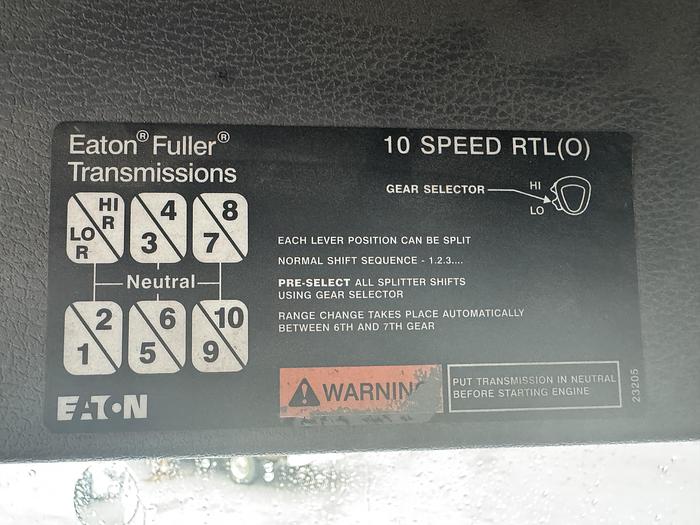 Eaton® Fuller®
Transmissions
10 SPEED RTL(O)
GEAR SELECTOR
HI
LO
HI
R
LO
R
4
3
8
7
Neutral
2
1
6
5
10
9
EACH LEVER POSITION CAN BE SPLIT
NORMAL SHIFT SEQUENCE - 1.2.3....
PRE-SELECT ALL SPLITTER SHIFTS
USING GEAR SELECTOR
RANGE CHANGE TAKES PLACE AUTOMATICALLY
BETWEEN 6TH AND 7TH GEAR
WARNIN
PUT TRANSMISSION IN NEUTRAL
BEFORE STARTING ENGINE
23205
EATON